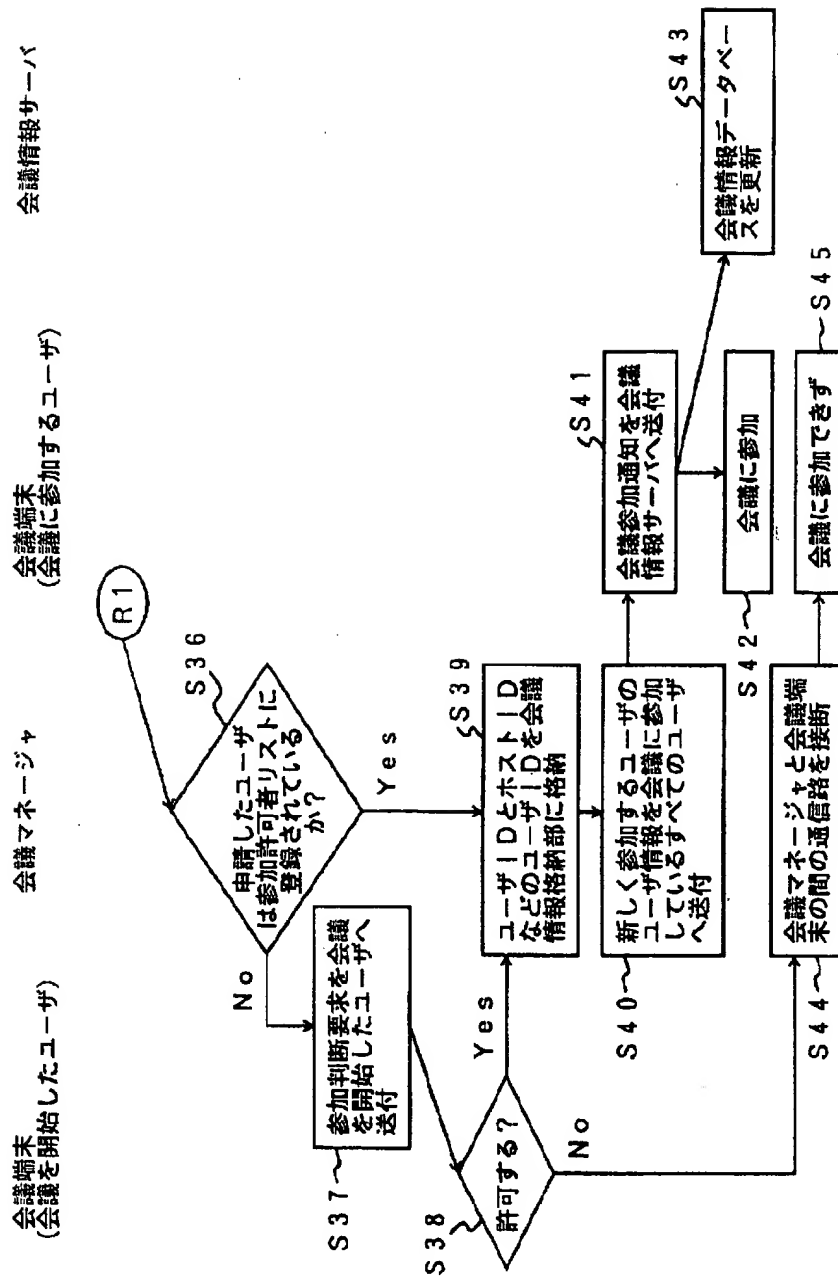 会議端末
(会議を開始したユーザ)
会議マネージャ
会議端末
(会議に参加するユーザ)
会議情報サーバ
R1
S36
申請したユーザ
は参加許可者リストに
登録されている
か?
No
Yes
S37
参加判断要求を会議
を開始したユーザへ
送付
S38
許可する?
Yes
No
S39
ユーザIDとホストID
などのユーザIDを会議
情報格納部に格納
S40
新しく参加するユーザの
ユーザ情報を会議に参加
しているすべてのユーザ
へ送付
S41
会議参加通知を会議
情報サーバへ送付
S42
会議に参加
S43
会議情報データベー
スを更新
S44
会議マネージャと会議端
末の間の通信路を接断
S45
会議に参加できず